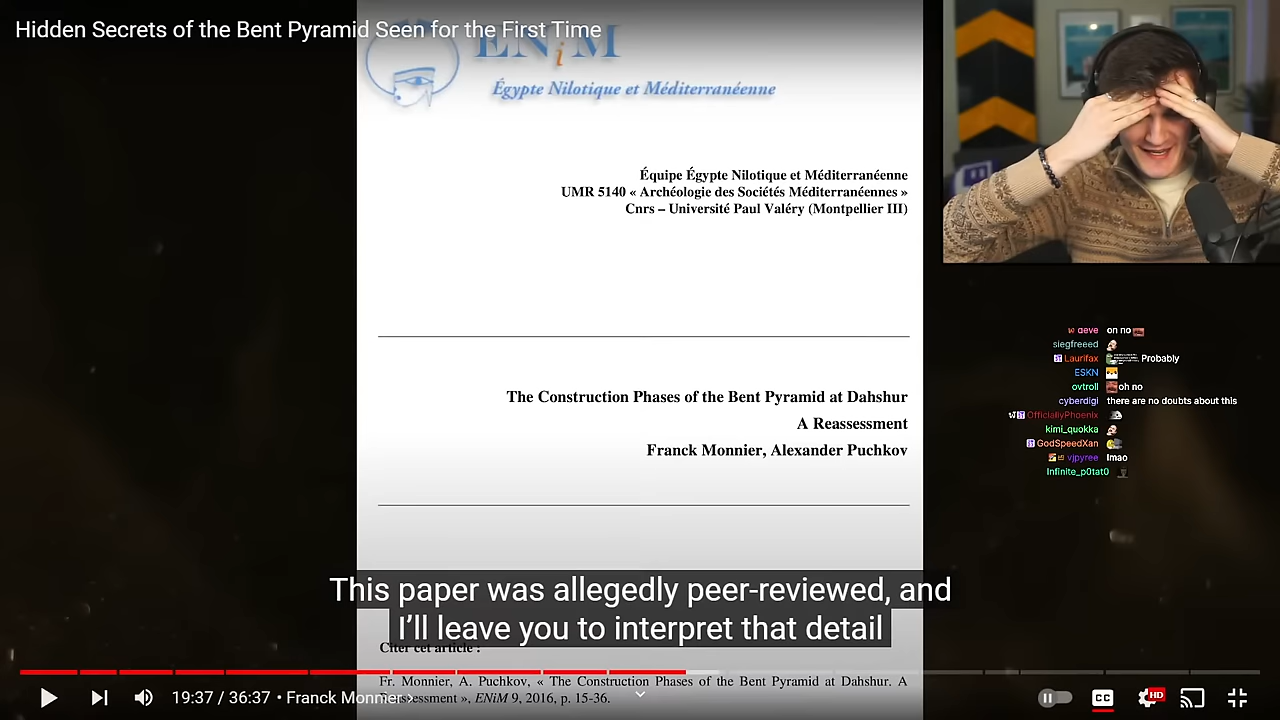 Hidden Secrets of the Bent Pyramid Seen for the First Time
ENiM
Égypte Nilotique et Méditerranéenne
Équipe Égypte Nilotique et Méditerranéenne
UMR 5140 « Archéologie des Sociétés Méditerranéennes »
Cnrs – Université Paul Valéry (Montpellier III)
The Construction Phases of the Bent Pyramid at Dahshur
A Reassessment
Franck Monnier, Alexander Puchkov
This paper was allegedly peer-reviewed, and
I'll leave you to interpret that detail
Citer cet article :
Fr. Monnier, A. Puchkov, « The Construction Phases of the Bent Pyramid at Dahshur. A
», ENiM 9, 2016, p. 15-36.
19:37 / 36:37 • Franck Monnier
CC
HD
aeve on no
siegfreeed
Laurifax Probably
ESKN
ovtroll oh no
cyberdigi there are no doubts about this
OfficiallyPhoenix
kimi_quokka
GodSpeedXan
vjpyree lmao
Infinite_p0tat0